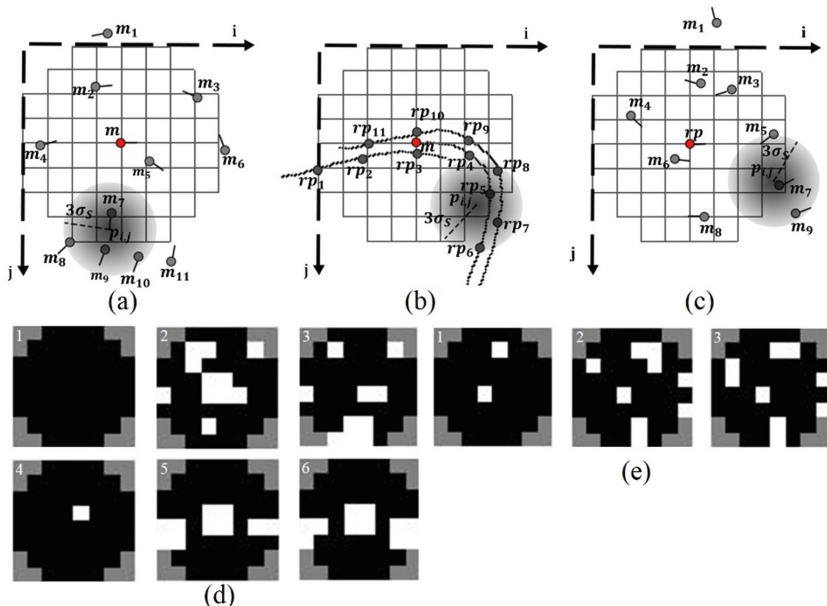 m1
i
m2
m3
m
m4
m5
m6
m7
3σS
pi,j
m8
m9
m10
m11
j
(a)
i
rp10
rp11
m
rp9
rp1
rp2
rp3
rp4
rp8
rp5
pi,j
3σS
rp7
rp6
j
(b)
m1
i
m2
m3
m4
m5
rp
3σS
m6
pi,j
m7
m8
m9
j
(c)
1
2
3
1
2
3
4
5
6
(e)
(d)